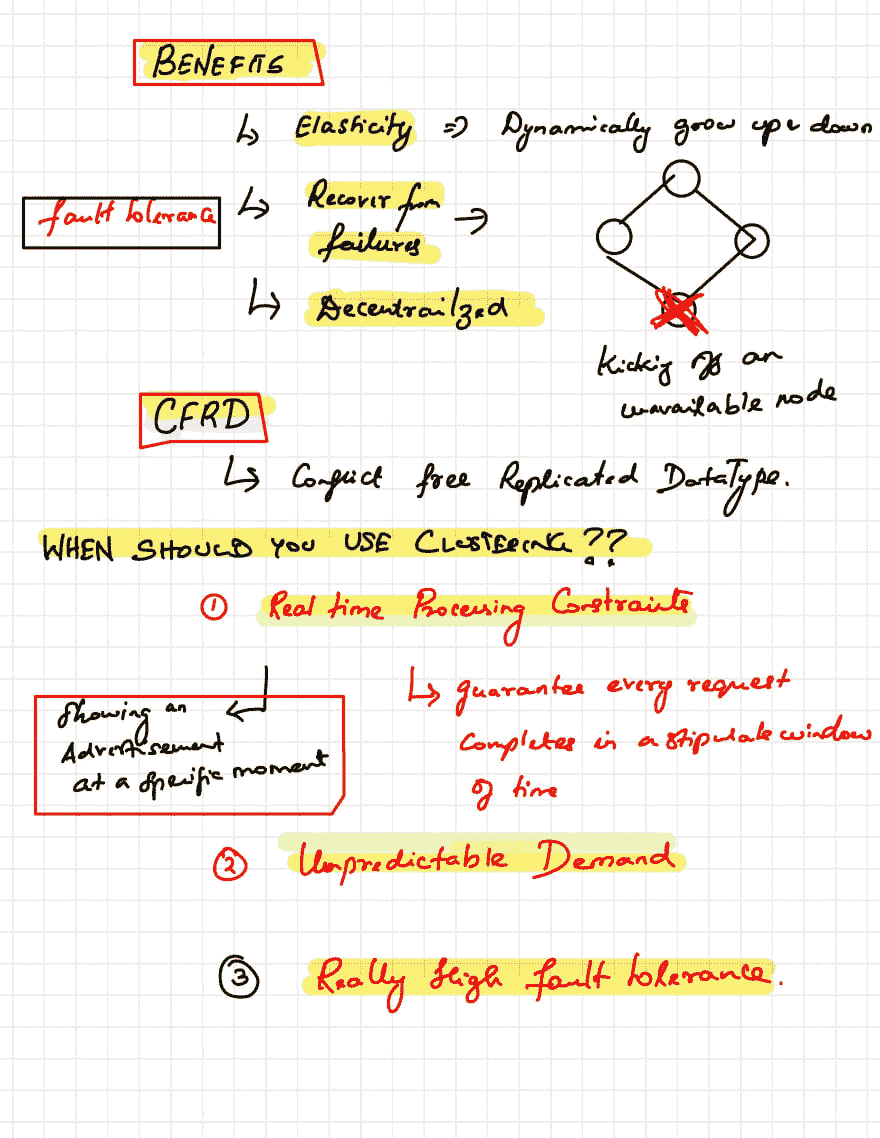 BENEFITS
↳ Elasticity => Dynamically grow up & down
fault tolerance
↳ Recover from
failures →
↳ Decentrailzed
Kicking off an
unavailable node
CFRD
↳ Conflict free Replicated DataType.
WHEN SHOULD YOU USE CLUSTERING ??
① Real time Processing Constraints
↳ guarantee every request
completes in a stipulate window
of time
Showing an
Advertisement
at a specific moment
② Unpredictable Demand
③ Really High fault tolerance.